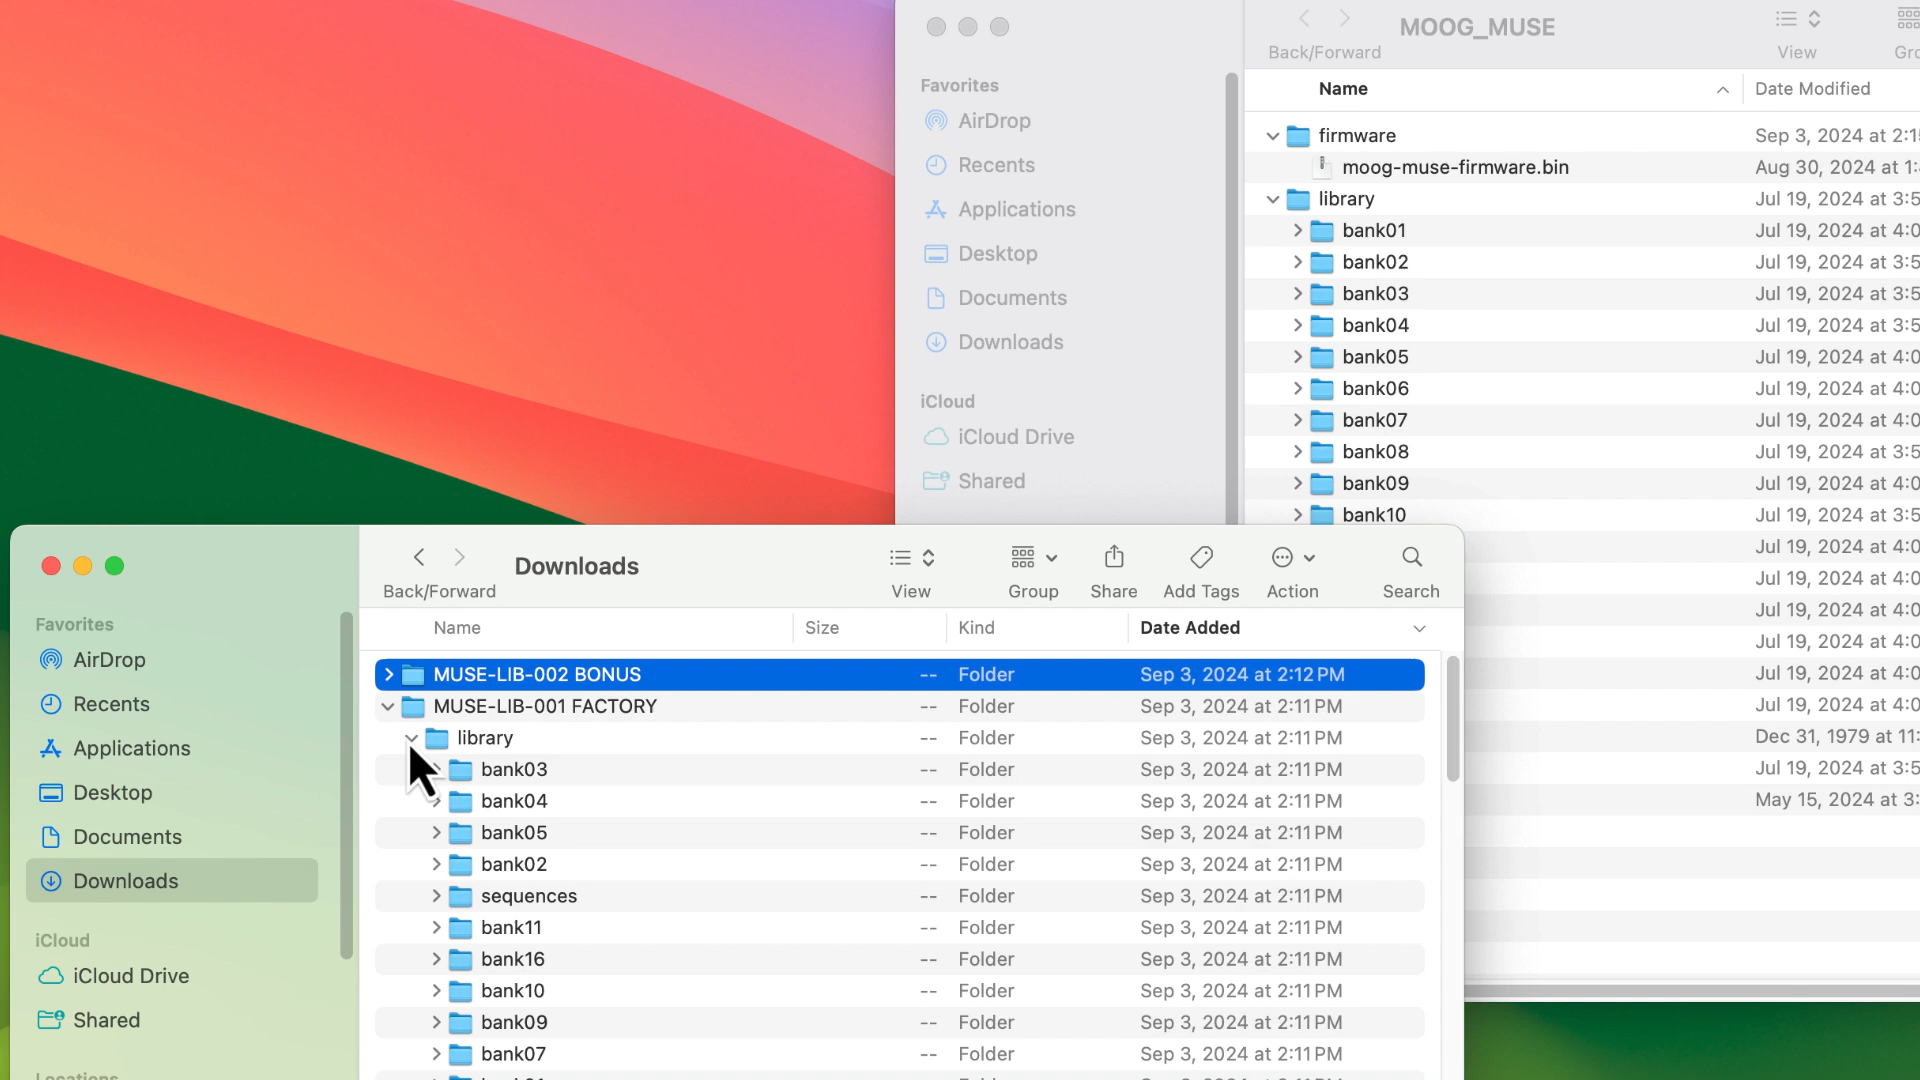 MOOG_MUSE
Back/Forward
View
Favorites
AirDrop
Recents
Applications
Desktop
Documents
Downloads
iCloud
iCloud Drive
Shared
Name Date Modified
firmware Sep 3, 2024 at 2:1
moog-muse-firmware.bin Aug 30, 2024 at 1:
library Jul 19, 2024 at 3:5
bank01 Jul 19, 2024 at 4:0
bank02 Jul 19, 2024 at 3:5
bank03 Jul 19, 2024 at 3:5
bank04 Jul 19, 2024 at 3:5
bank05 Jul 19, 2024 at 4:0
bank06 Jul 19, 2024 at 4:0
bank07 Jul 19, 2024 at 4:0
bank08 Jul 19, 2024 at 3:5
bank09 Jul 19, 2024 at 4:0
bank10 Jul 19, 2024 at 3:5
Jul 19, 2024 at 4:0
Jul 19, 2024 at 4:0
Jul 19, 2024 at 4:0
Jul 19, 2024 at 4:0
Jul 19, 2024 at 4:0
Jul 19, 2024 at 4:0
Dec 31, 1979 at 11:
Jul 19, 2024 at 3:5
May 15, 2024 at 3:
Downloads
Back/Forward
View Group Share Add Tags Action Search
Favorites
AirDrop
Recents
Applications
Desktop
Documents
Downloads
iCloud
iCloud Drive
Shared
Locations
Name Size Kind Date Added
MUSE-LIB-002 BONUS -- Folder Sep 3, 2024 at 2:12 PM
MUSE-LIB-001 FACTORY -- Folder Sep 3, 2024 at 2:11 PM
library -- Folder Sep 3, 2024 at 2:11 PM
bank03 -- Folder Sep 3, 2024 at 2:11 PM
bank04 -- Folder Sep 3, 2024 at 2:11 PM
bank05 -- Folder Sep 3, 2024 at 2:11 PM
bank02 -- Folder Sep 3, 2024 at 2:11 PM
sequences -- Folder Sep 3, 2024 at 2:11 PM
bank11 -- Folder Sep 3, 2024 at 2:11 PM
bank16 -- Folder Sep 3, 2024 at 2:11 PM
bank10 -- Folder Sep 3, 2024 at 2:11 PM
bank09 -- Folder Sep 3, 2024 at 2:11 PM
bank07 -- Folder Sep 3, 2024 at 2:11 PM